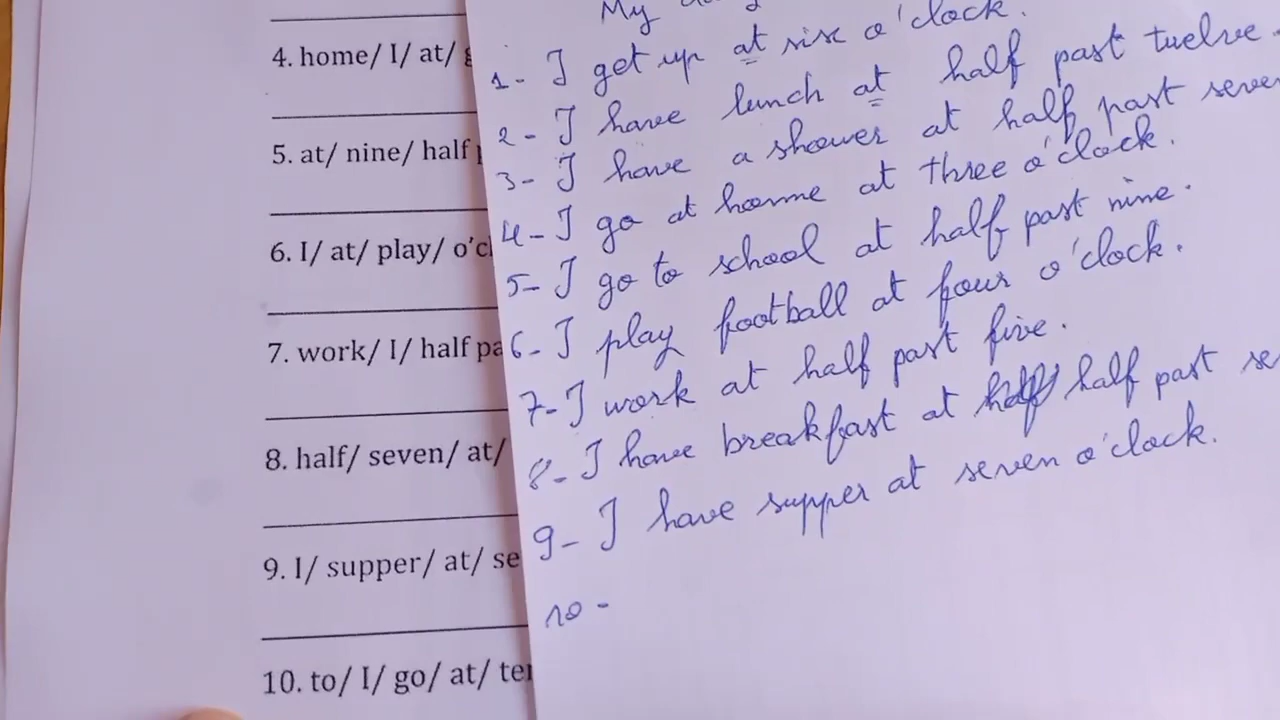 4. home/ I/ at/
5. at/ nine/ half
6. I/ at/ play/ o'cl
7. work/ I/ half pa
8. half/ seven/ at/
9. I/ supper/ at/ se
10. to/ I/ go/ at/ te
My
1- I get up at six o'clock.
2- I have lunch at half past twelve.
3- I have a shower at half past seve
4- I go at home at three o'clock.
5- I go to school at half past nine.
6- I play football at four o'clock.
7- I work at half past five.
8- I have breakfast at half half past se
9- I have supper at seven o'clock.
10-